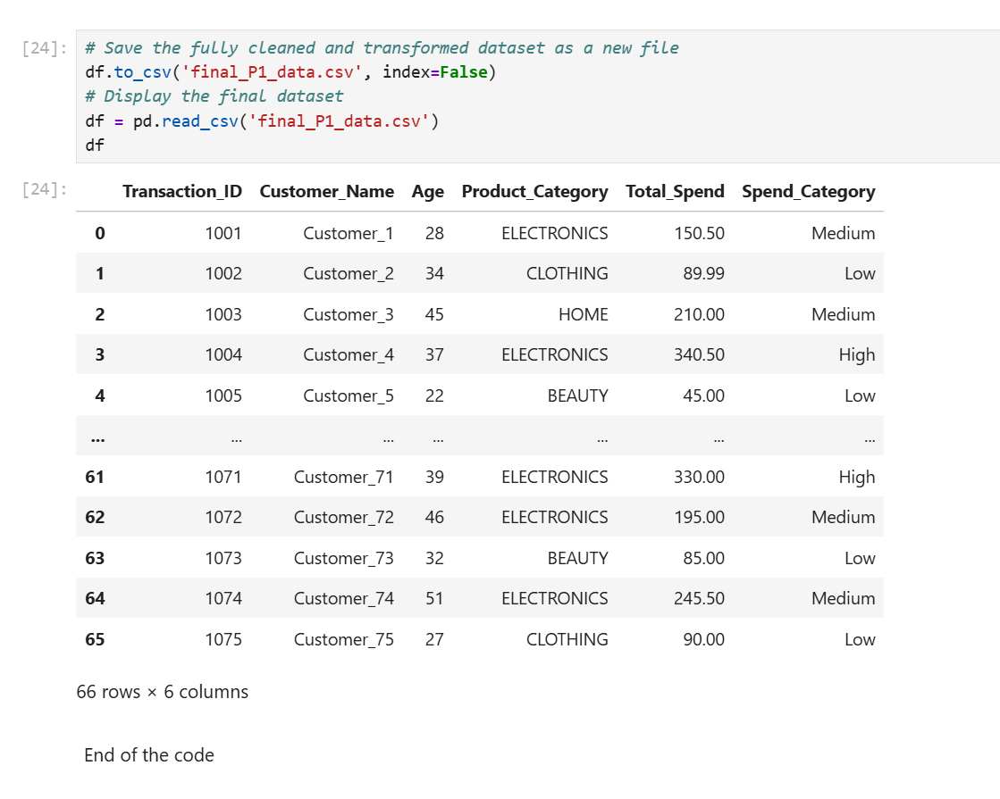 [24]: # Save the fully cleaned and transformed dataset as a new file
df.to_csv('final_P1_data.csv', index=False)
# Display the final dataset
df = pd.read_csv('final_P1_data.csv')
df
[24]: Transaction_ID Customer_Name Age Product_Category Total_Spend Spend_Category
0 1001 Customer_1 28 ELECTRONICS 150.50 Medium
1 1002 Customer_2 34 CLOTHING 89.99 Low
2 1003 Customer_3 45 HOME 210.00 Medium
3 1004 Customer_4 37 ELECTRONICS 340.50 High
4 1005 Customer_5 22 BEAUTY 45.00 Low
... ... ... ... ... ... ...
61 1071 Customer_71 39 ELECTRONICS 330.00 High
62 1072 Customer_72 46 ELECTRONICS 195.00 Medium
63 1073 Customer_73 32 BEAUTY 85.00 Low
64 1074 Customer_74 51 ELECTRONICS 245.50 Medium
65 1075 Customer_75 27 CLOTHING 90.00 Low
66 rows × 6 columns
End of the code